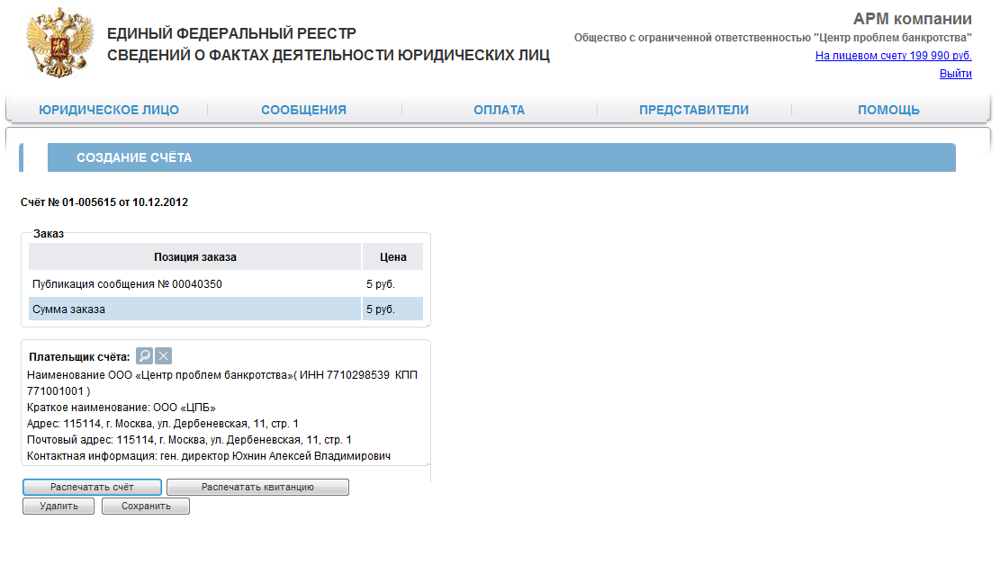 ЕДИНЫЙ ФЕДЕРАЛЬНЫЙ РЕЕСТР
СВЕДЕНИЙ О ФАКТАХ ДЕЯТЕЛЬНОСТИ ЮРИДИЧЕСКИХ ЛИЦ
АРМ компании
Общество с ограниченной ответственностью "Центр проблем банкротства"
На лицевом счету 199 990 руб.
Выйти
ЮРИДИЧЕСКОЕ ЛИЦО СООБЩЕНИЯ ОПЛАТА ПРЕДСТАВИТЕЛИ ПОМОЩЬ
СОЗДАНИЕ СЧЁТА
Счёт № 01-005615 от 10.12.2012
Заказ
Позиция заказа Цена
Публикация сообщения № 00040350 5 руб.
Сумма заказа 5 руб.
Плательщик счёта:
Наименование ООО «Центр проблем банкротства»( ИНН 7710298539 КПП
771001001 )
Краткое наименование: ООО «ЦПБ»
Адрес: 115114, г. Москва, ул. Дербеневская, 11, стр. 1
Почтовый адрес: 115114, г. Москва, ул. Дербеневская, 11, стр. 1
Контактная информация: ген. директор Юхнин Алексей Владимирович
Распечатать счёт Распечатать квитанцию
Удалить Сохранить